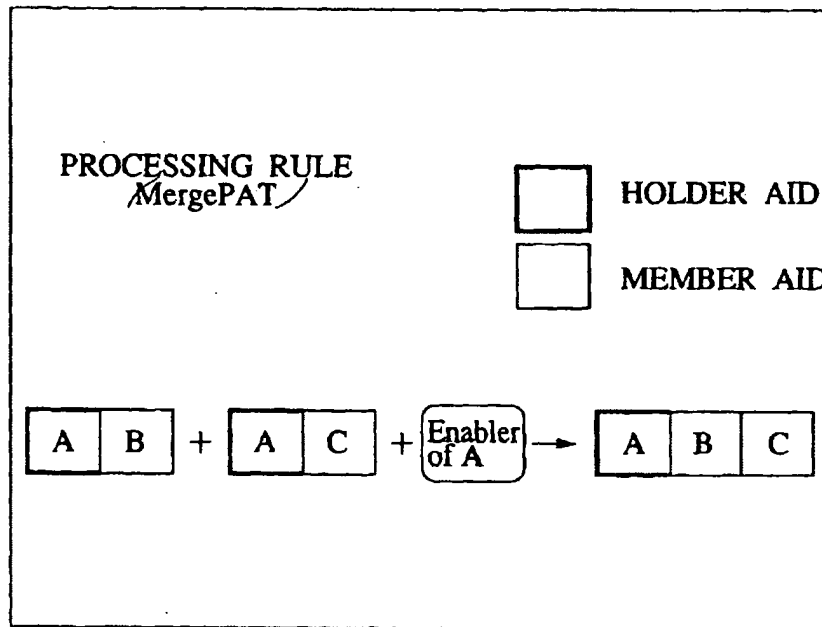 PROCESSING RULE
MergePAT
HOLDER AID
MEMBER AID
A B + A C + Enabler of A → A B C